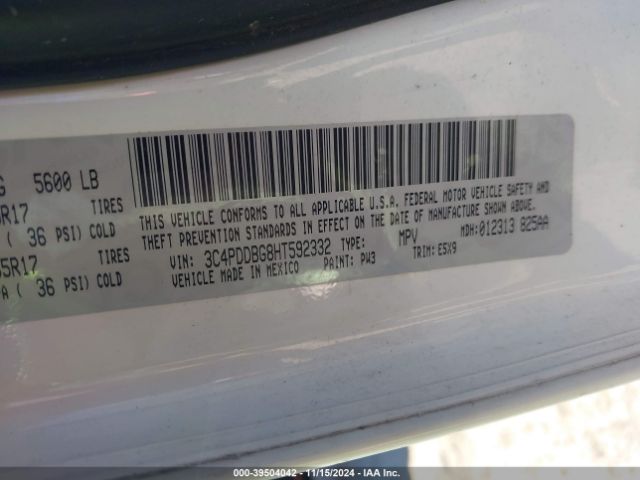 G 5600 LB
R17 TIRES
( 36 PSI) COLD
5R17 TIRES
A ( 36 PSI) COLD
THIS VEHICLE CONFORMS TO ALL APPLICABLE U.S.A. FEDERAL MOTOR VEHICLE SAFETY AND
THEFT PREVENTION STANDARDS IN EFFECT ON THE DATE OF MANUFACTURE SHOWN ABOVE.
VIN: 3C4PDDBG8HT592332 TYPE: MPV MDH: 012313 825AA
VEHICLE MADE IN MEXICO PAINT: PW3 TRIM: E5X9
000-39504042 - 11/15/2024 - IAA Inc.